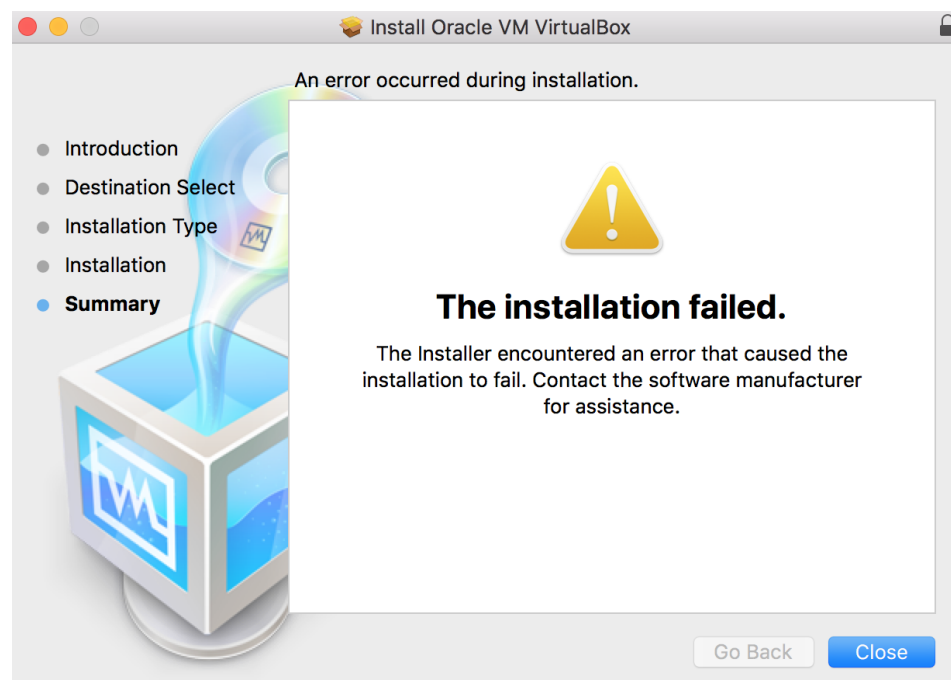 Install Oracle VM VirtualBox
An error occurred during installation.
Introduction
Destination Select
Installation Type
Installation
Summary
The installation failed.
The Installer encountered an error that caused the
installation to fail. Contact the software manufacturer
for assistance.
Go Back
Close